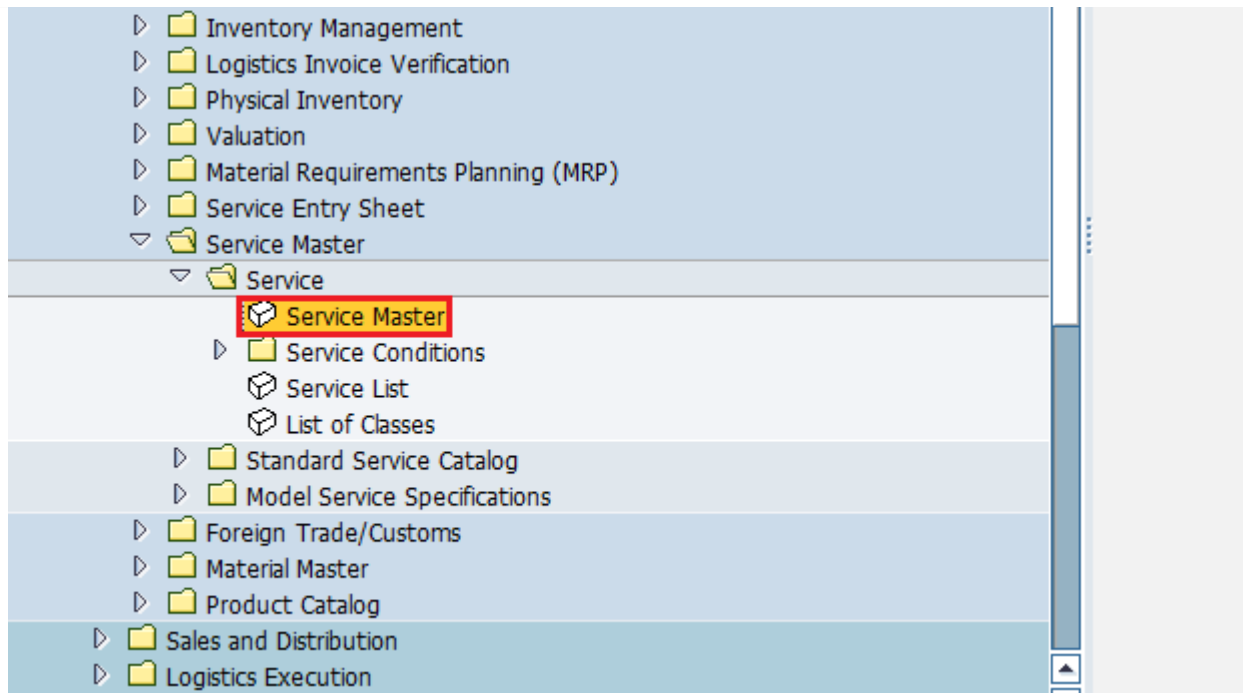 Inventory Management
Logistics Invoice Verification
Physical Inventory
Valuation
Material Requirements Planning (MRP)
Service Entry Sheet
Service Master
Service
Service Master
Service Conditions
Service List
List of Classes
Standard Service Catalog
Model Service Specifications
Foreign Trade/Customs
Material Master
Product Catalog
Sales and Distribution
Logistics Execution